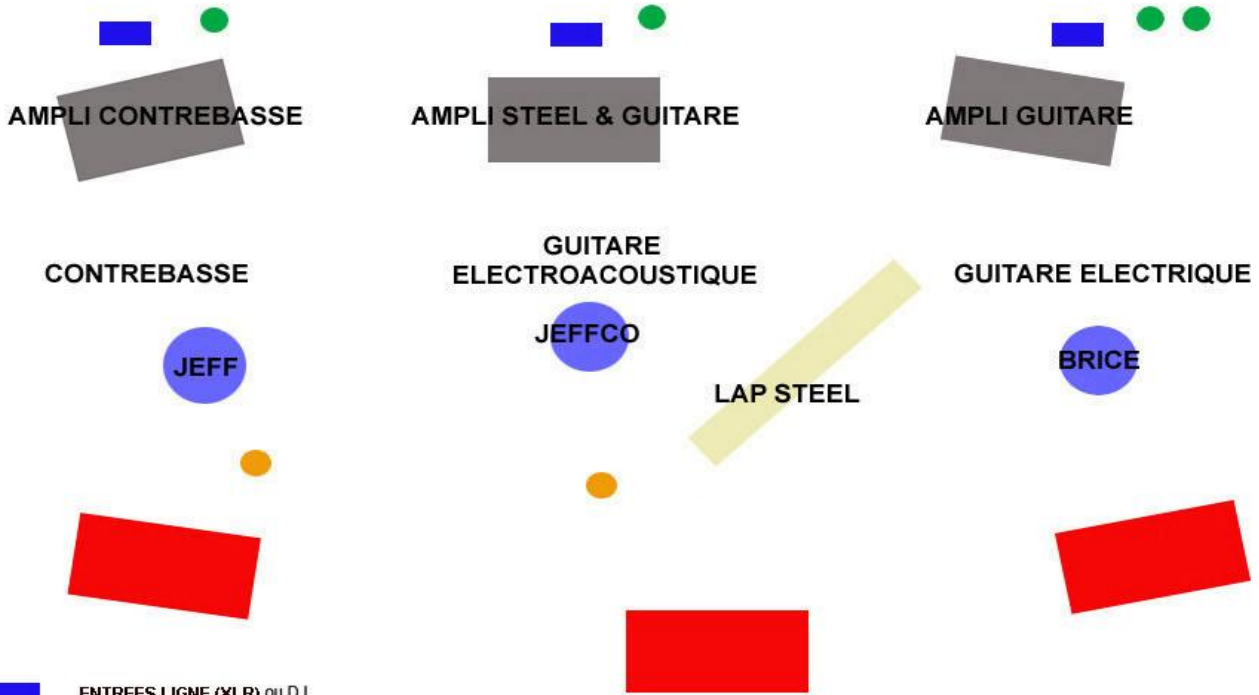 AMPLI CONTREBASSE
AMPLI STEEL & GUITARE
AMPLI GUITARE
CONTREBASSE
GUITARE
ELECTROACOUSTIQUE
GUITARE ELECTRIQUE
JEFF
JEFFCO
BRICE
LAP STEEL
ENTREES LIGNE (XLR) ou D.I